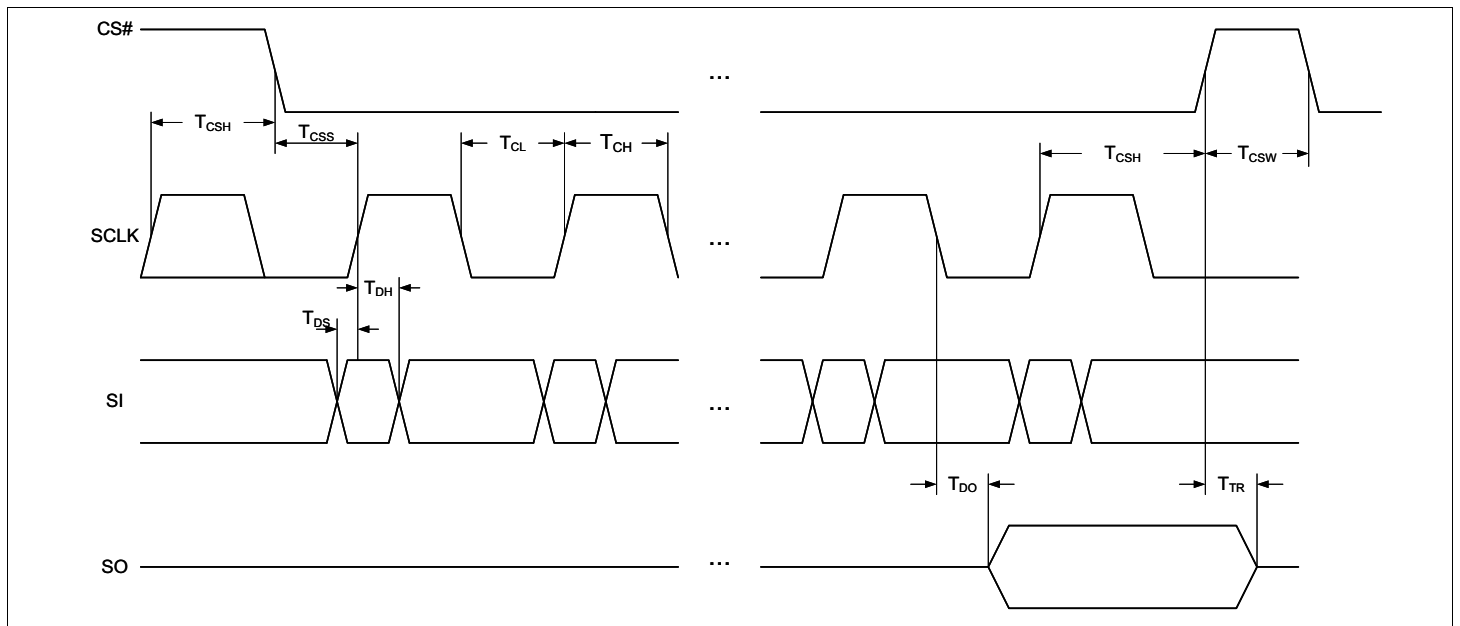 CS#
...
TCSH
TCSS
TCL
TCH
TCSH
TCSW
SCLK
...
TDH
TDS
SI
...
TDO
TTR
SO
...